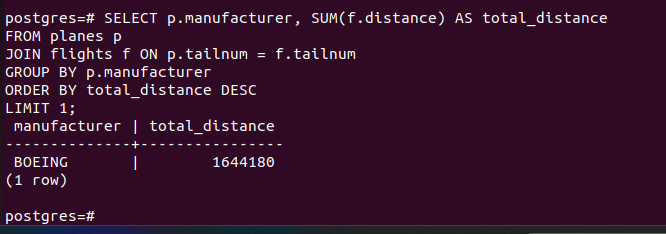 postgres=# SELECT p.manufacturer, SUM(f.distance) AS total_distance
FROM planes p
JOIN flights f ON p.tailnum = f.tailnum
GROUP BY p.manufacturer
ORDER BY total_distance DESC
LIMIT 1;
 manufacturer | total_distance
--------------+----------------
 BOEING       |        1644180
(1 row)

postgres=#